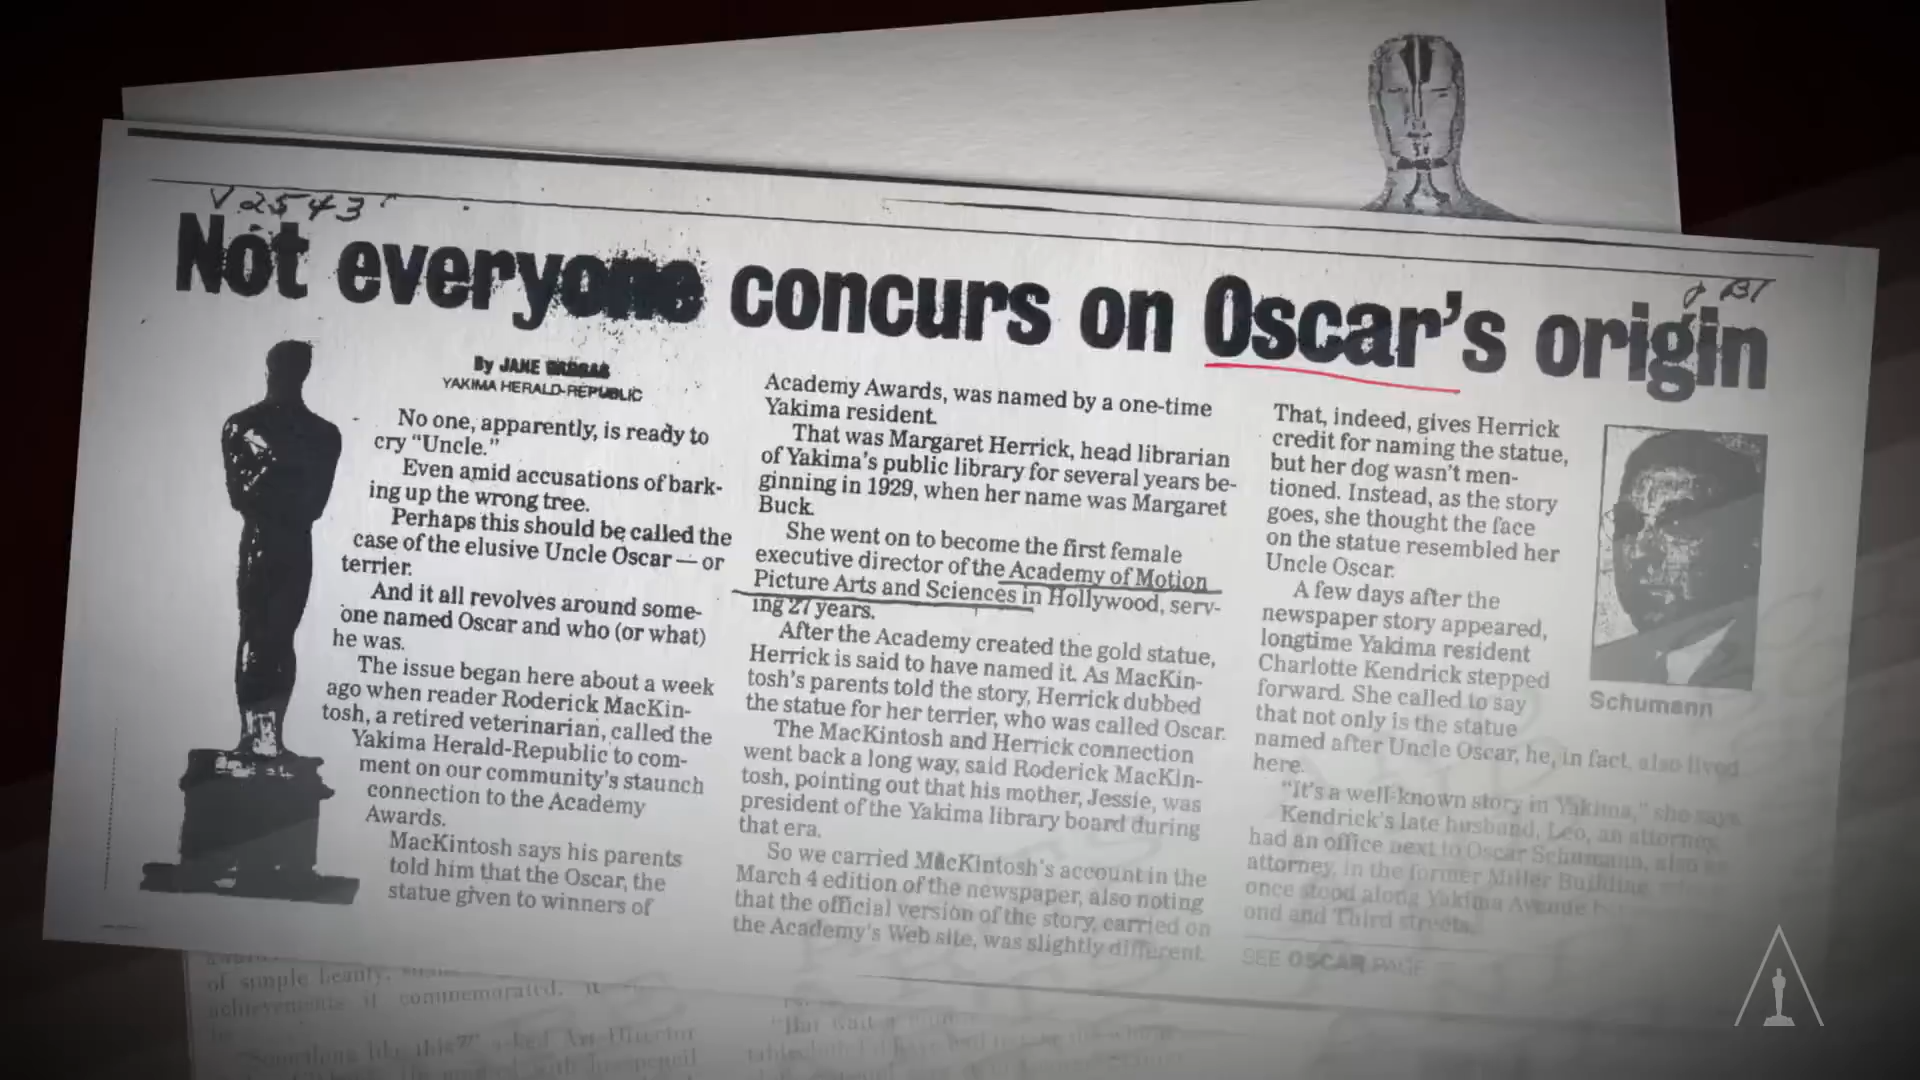 V 2543
Not everyone concurs on Oscar's origin
By JANE
YAKIMA HERALD-REPUBLIC
No one, apparently, is ready to
cry “Uncle.”
Even amid accusations of bark-
ing up the wrong tree.
Perhaps this should be called the
case of the elusive Uncle Oscar — or
terrier.
And it all revolves around some-
one named Oscar and who (or what)
he was.
The issue began here about a week
ago when reader Roderick MacKin-
tosh, a retired veterinarian, called the
Yakima Herald-Republic to com-
ment on our community's staunch
connection to the Academy
Awards.
MacKintosh says his parents
told him that the Oscar, the
statue given to winners of
Academy Awards, was named by a one-time
Yakima resident.
That was Margaret Herrick, head librarian
of Yakima's public library for several years be-
ginning in 1929, when her name was Margaret
Buck.
She went on to become the first female
executive director of the Academy of Motion
Picture Arts and Sciences in Hollywood, serv-
ing 27 years.
After the Academy created the gold statue,
Herrick is said to have named it. As MacKin-
tosh's parents told the story, Herrick dubbed
the statue for her terrier, who was called Oscar.
The MacKintosh and Herrick connection
went back a long way, said Roderick MacKin-
tosh, pointing out that his mother, Jessie, was
president of the Yakima library board during
that era.
So we carried MacKintosh's account in the
March 4 edition of the newspaper, also noting
that the official version of the story, carried on
the Academy's Web site, was slightly different.
That, indeed, gives Herrick
credit for naming the statue,
but her dog wasn't men-
tioned. Instead, as the story
goes, she thought the face
on the statue resembled her
Uncle Oscar.
A few days after the
newspaper story appeared,
longtime Yakima resident
Charlotte Kendrick stepped
forward. She called to say
that not only is the statue
named after Uncle Oscar, he, in fact, also lived
here.
“It's a well-known story in Yakima,” she says.
Kendrick's late husband, Leo, an attorney,
had an office next to Oscar Schumann, also an
attorney, in the former Miller Building
once stood along Yakima Avenue
ond and Third streets.
SEE OSCAR PAGE
Schumann
of simple beauty,
achievements it commemorated, it
“Something like this?” asked Art Director